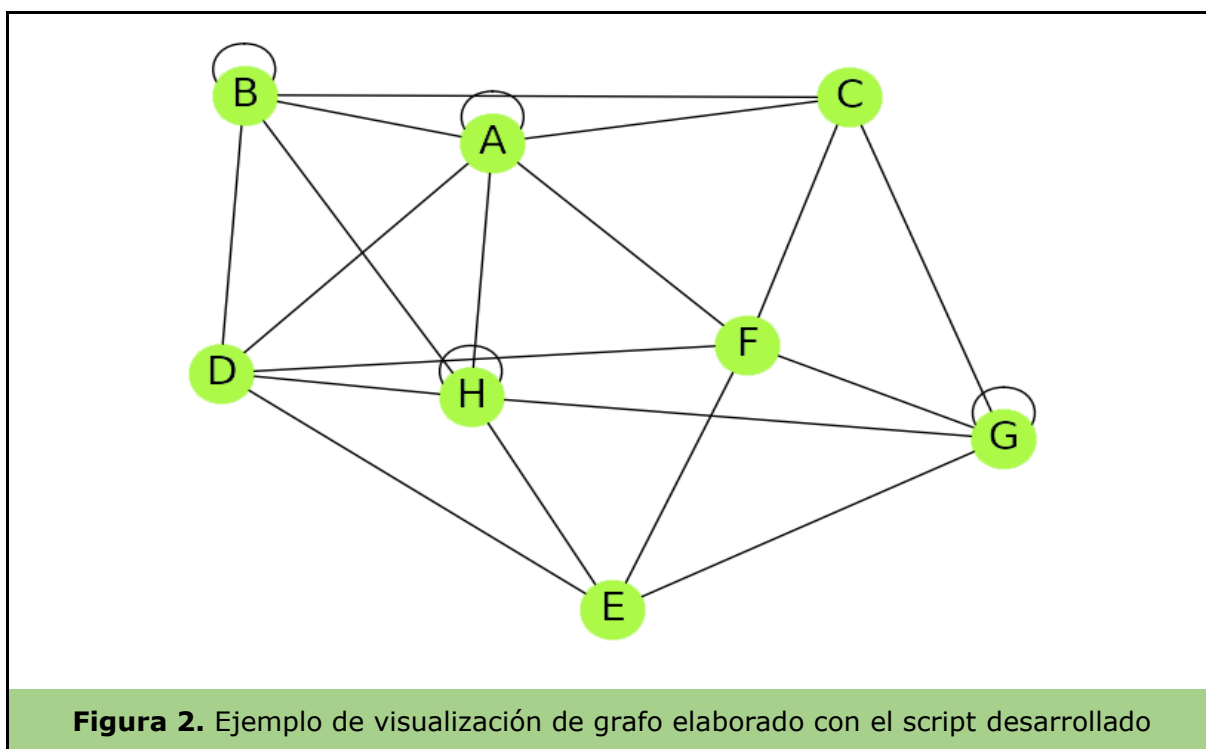 B
C
A
F
D
H
G
E
Figura 2. Ejemplo de visualización de grafo elaborado con el script desarrollado